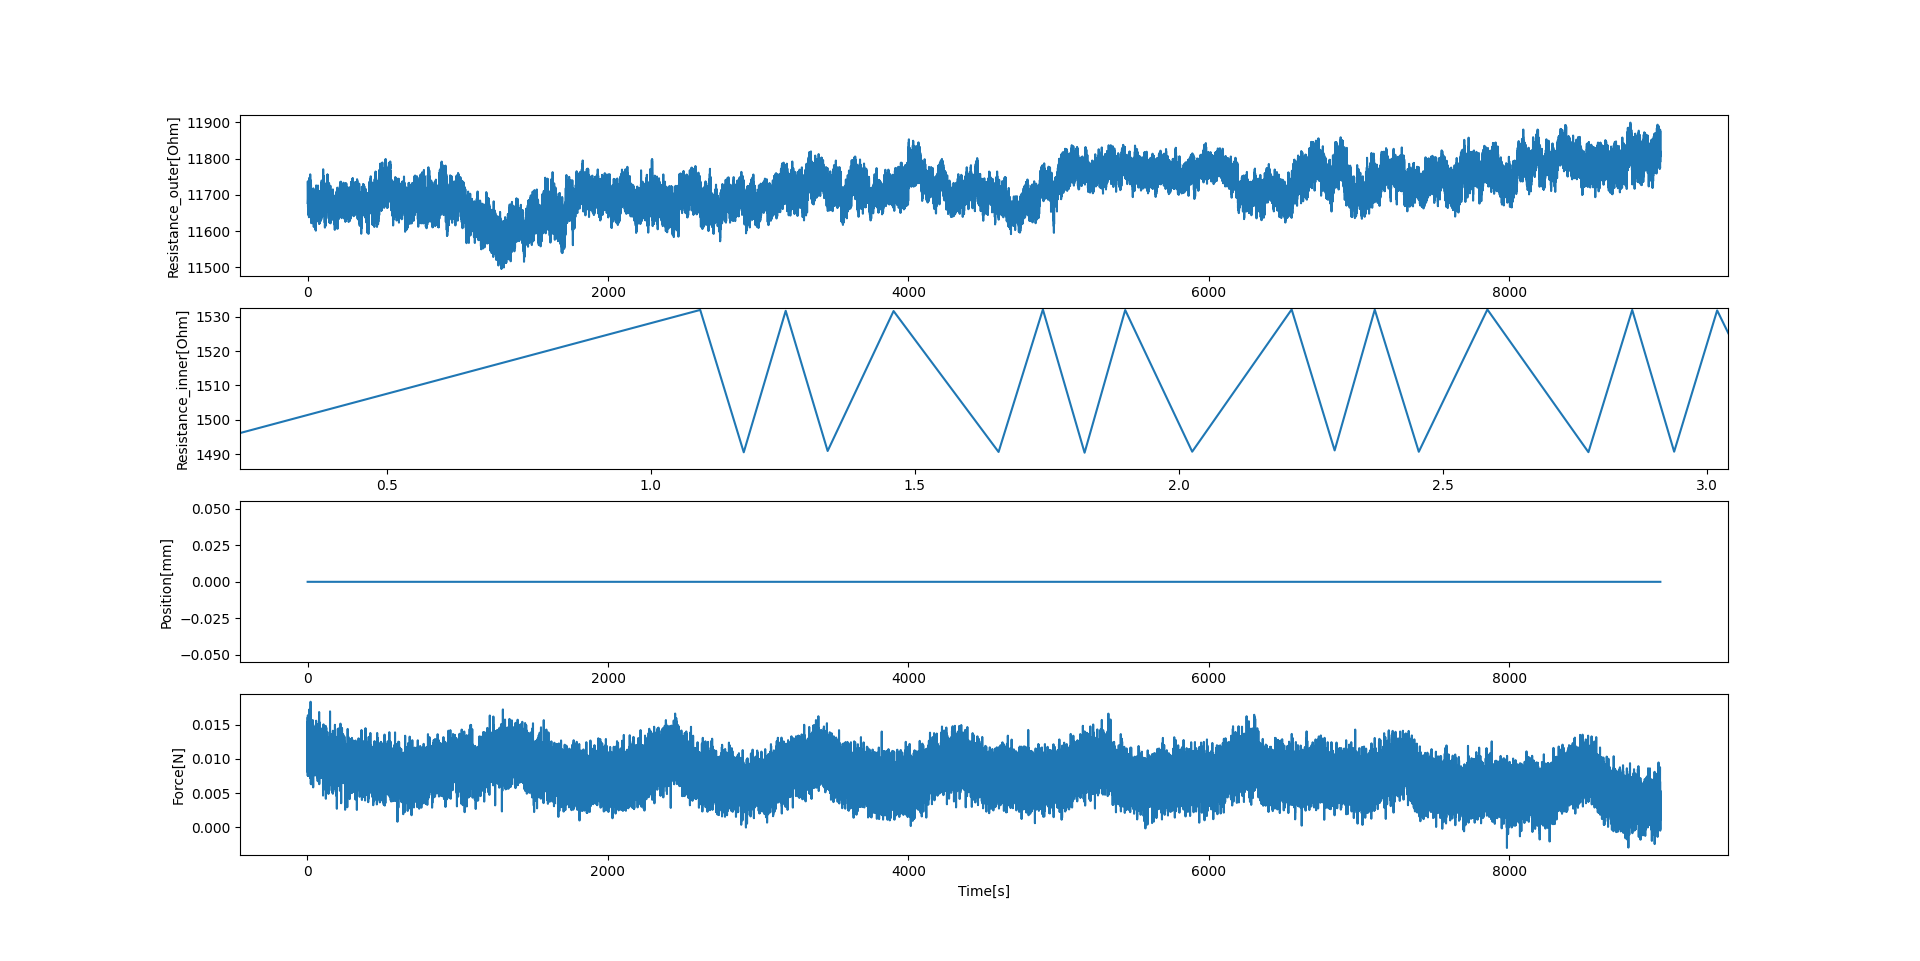 Resistance_outer[Ohm]
11900
11800
11700
11600
11500
0 2000 4000 6000 8000
Resistance_inner[Ohm]
1530
1520
1510
1500
1490
0.5 1.0 1.5 2.0 2.5 3.0
Position[mm]
0.050
0.025
0.000
−0.025
−0.050
0 2000 4000 6000 8000
Force[N]
0.015
0.010
0.005
0.000
0 2000 4000 6000 8000
Time[s]